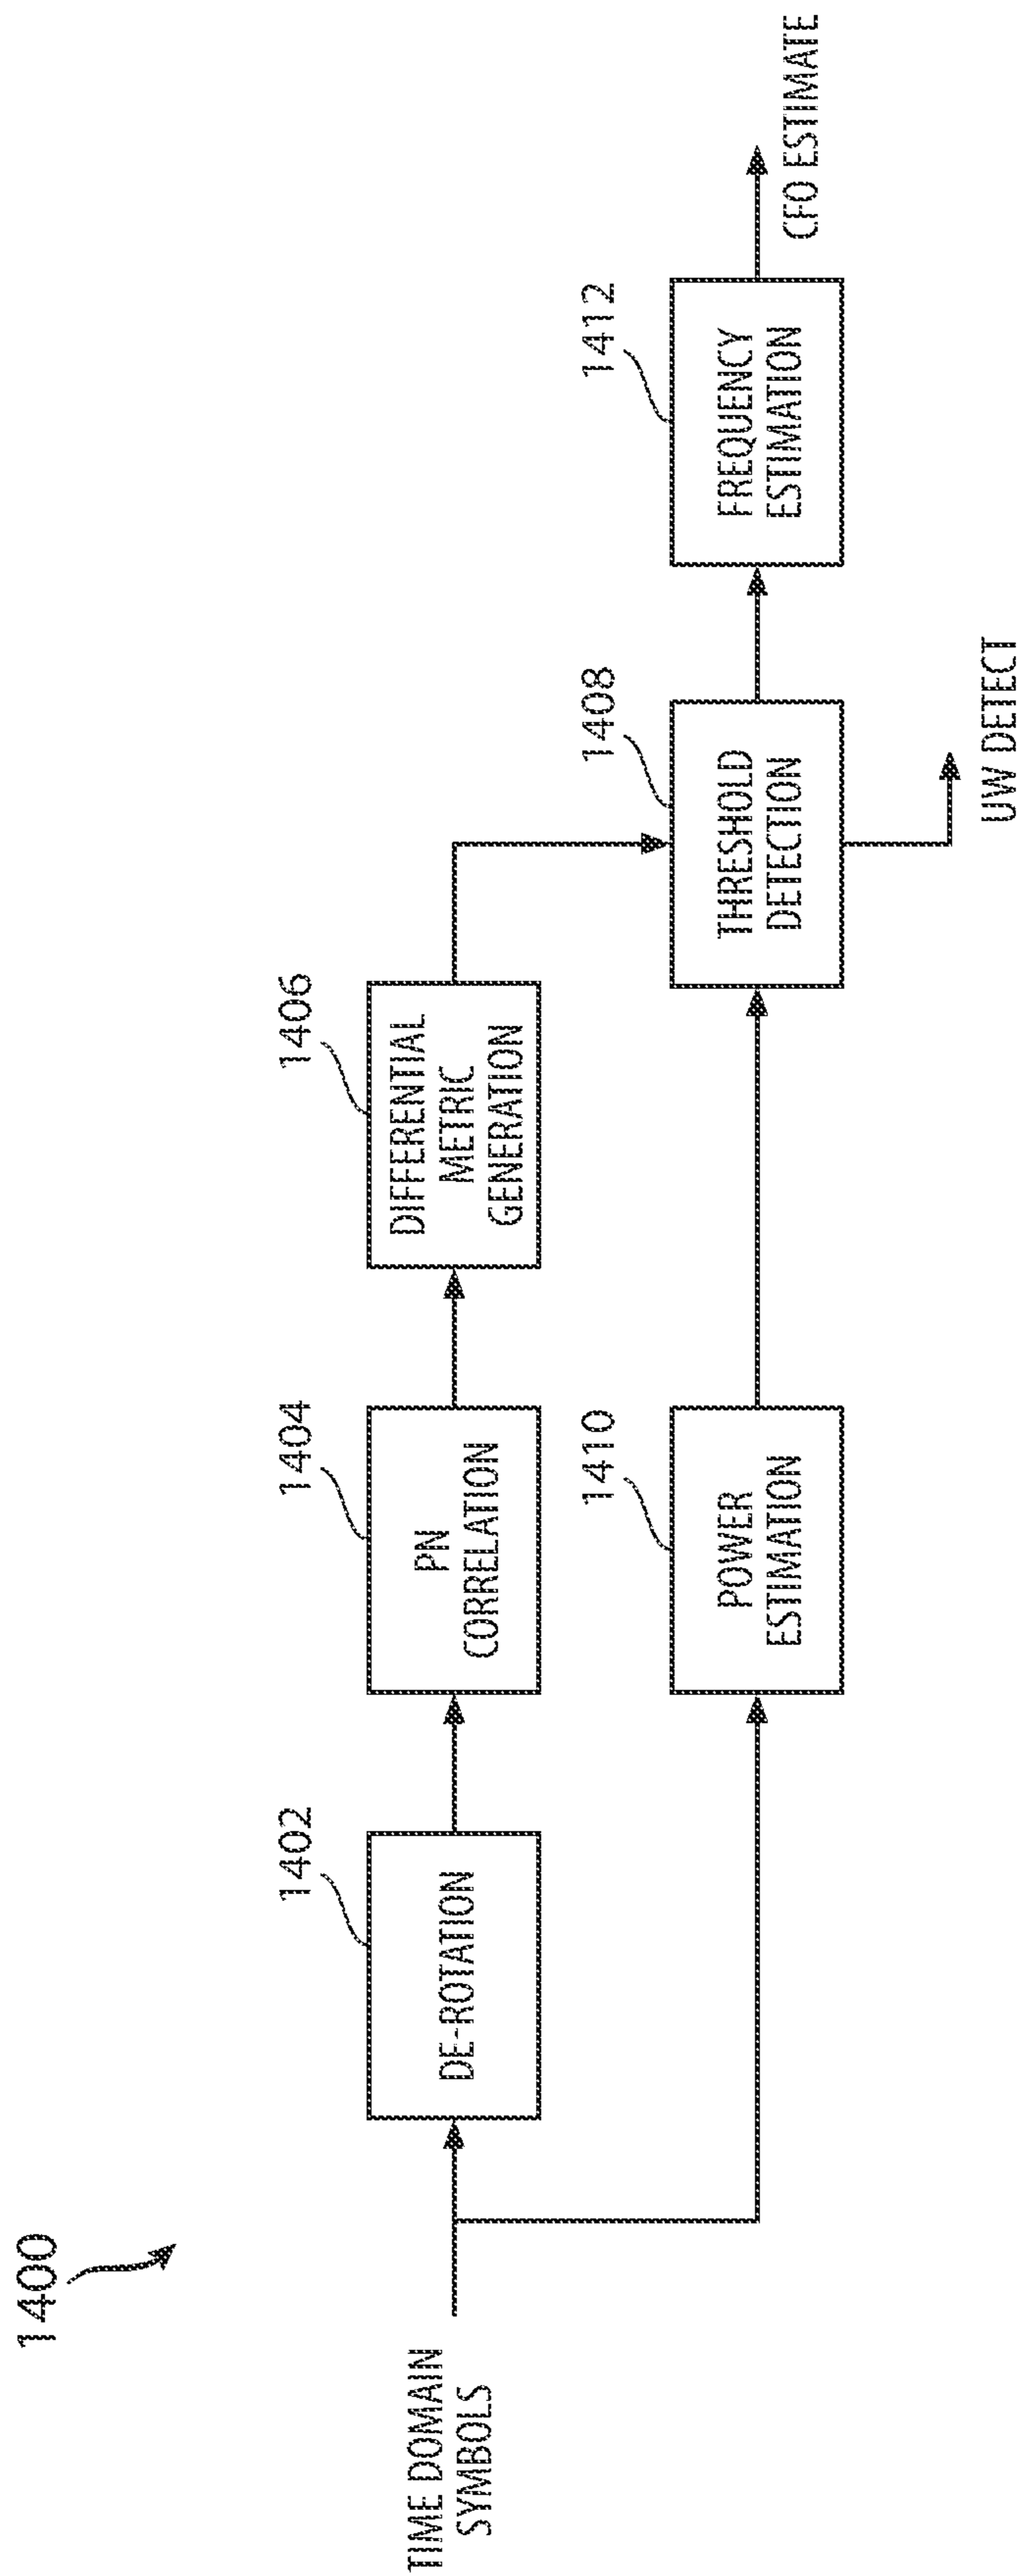 1400
TIME DOMAIN
SYMBOLS
1402
DE-ROTATION
1404
PN
CORRELATION
1406
DIFFERENTIAL
METRIC
GENERATION
1410
POWER
ESTIMATION
1408
THRESHOLD
DETECTION
UW DETECT
1412
FREQUENCY
ESTIMATION
CFO ESTIMATE